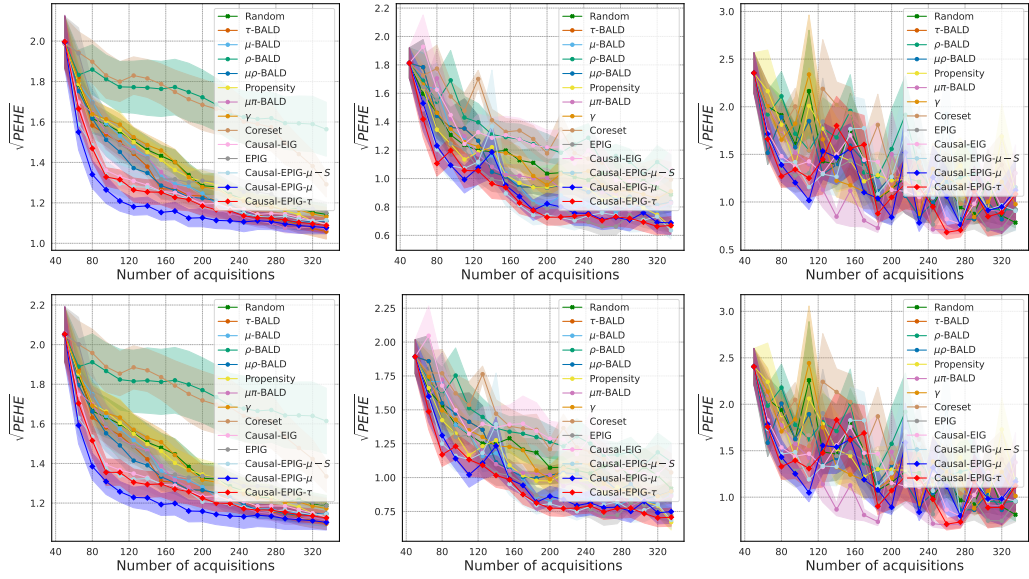 2.0
1.8
1.6
1.4
1.2
1.0
√PEHE
40 80 120 160 200 240 280 320
Number of acquisitions
Random
τ-BALD
μ-BALD
ρ-BALD
μρ-BALD
Propensity
μπ-BALD
γ
Coreset
Causal-EIG
EPIG
Causal-EPIG-μ−S
Causal-EPIG-μ
Causal-EPIG-τ
2.2
2.0
1.8
1.6
1.4
1.2
1.0
0.8
0.6
√PEHE
40 80 120 160 200 240 280 320
Number of acquisitions
Random
τ-BALD
μ-BALD
ρ-BALD
μρ-BALD
Propensity
μπ-BALD
γ
Coreset
Causal-EIG
EPIG
Causal-EPIG-μ−S
Causal-EPIG-μ
Causal-EPIG-τ
3.0
2.5
2.0
1.5
1.0
0.5
√PEHE
40 80 120 160 200 240 280 320
Number of acquisitions
Random
τ-BALD
ρ-BALD
μρ-BALD
Propensity
μπ-BALD
γ
Coreset
Causal-EIG
EPIG
Causal-EPIG-μ−S
Causal-EPIG-μ
Causal-EPIG-τ
2.2
2.0
1.8
1.6
1.4
1.2
√PEHE
40 80 120 160 200 240 280 320
Number of acquisitions
Random
τ-BALD
μ-BALD
ρ-BALD
μρ-BALD
Propensity
μπ-BALD
γ
Coreset
Causal-EIG
EPIG
Causal-EPIG-μ−S
Causal-EPIG-μ
Causal-EPIG-τ
2.25
2.00
1.75
1.50
1.25
1.00
0.75
√PEHE
40 80 120 160 200 240 280 320
Number of acquisitions
Random
τ-BALD
μ-BALD
ρ-BALD
μρ-BALD
Propensity
μπ-BALD
γ
Coreset
EPIG
Causal-EIG
Causal-EPIG-μ−S
Causal-EPIG-μ
Causal-EPIG-τ
3.0
2.5
2.0
1.5
1.0
√PEHE
40 80 120 160 200 240 280 320
Number of acquisitions
Random
τ-BALD
ρ-BALD
μρ-BALD
Propensity
μπ-BALD
γ
Coreset
EPIG
Causal-EIG
Causal-EPIG-μ−S
Causal-EPIG-μ
Causal-EPIG-τ